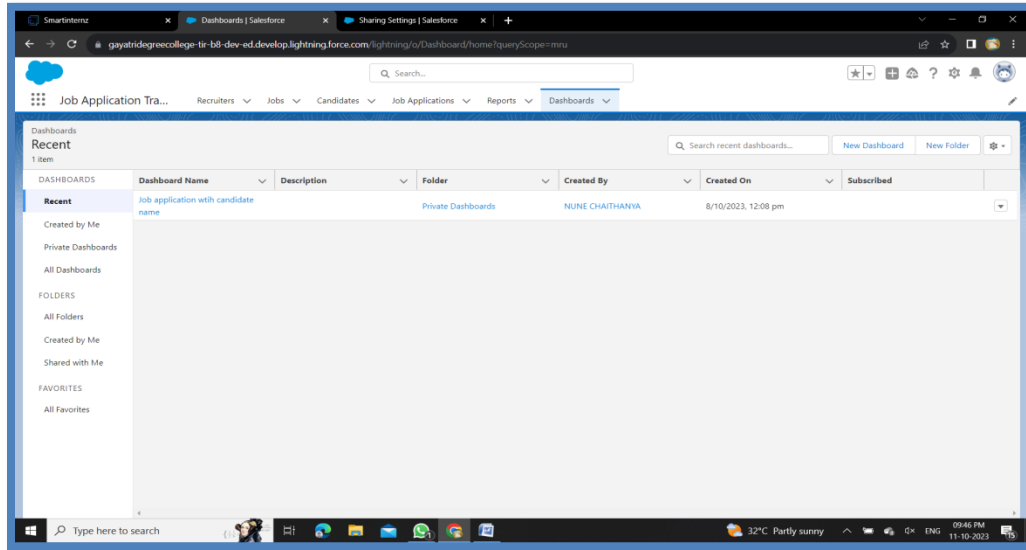 Smartinternz
Dashboards | Salesforce
Sharing Settings | Salesforce
gayatridegreecollege-tir-b8-dev-ed.develop.lightning.force.com/lightning/o/Dashboard/home?queryScope=mru
Search...
Job Application Tra...
Recruiters
Jobs
Candidates
Job Applications
Reports
Dashboards
Dashboards
Recent
1 item
Search recent dashboards...
New Dashboard
New Folder
DASHBOARDS
Dashboard Name
Description
Folder
Created By
Created On
Subscribed
Recent
Job application wtih candidate
name
Private Dashboards
NUNE CHAITHANYA
8/10/2023, 12:08 pm
Created by Me
Private Dashboards
All Dashboards
FOLDERS
All Folders
Created by Me
Shared with Me
FAVORITES
All Favorites
Type here to search
32°C Partly sunny
ENG
09:46 PM
11-10-2023
15